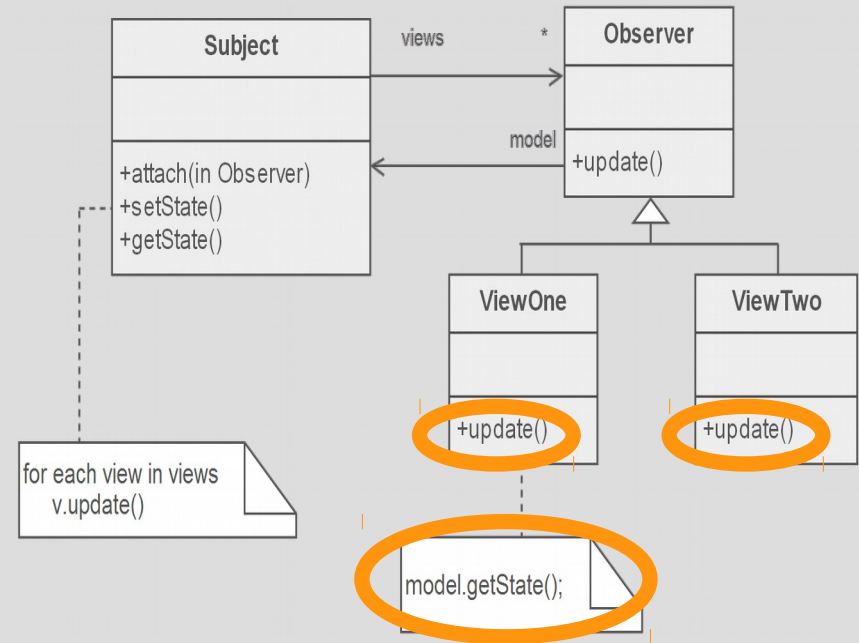 Subject
views
*
Observer
model
+update()
+attach(in Observer)
+setState()
+getState()
ViewOne
ViewTwo
+update()
+update()
for each view in views
v.update()
model.getState();